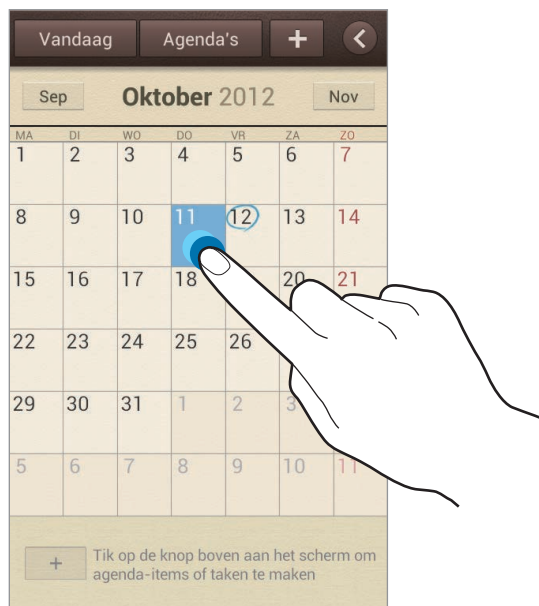 Vandaag Agenda's +
Sep Oktober 2012 Nov
MA DI WO DO VR ZA ZO
1 2 3 4 5 6 7
8 9 10 11 12 13 14
15 16 17 18 20 21
22 23 24 25 26
29 30 31 1 2 3
5 6 7 8 9 10 11
+ Tik op de knop boven aan het scherm om
agenda-items of taken te maken